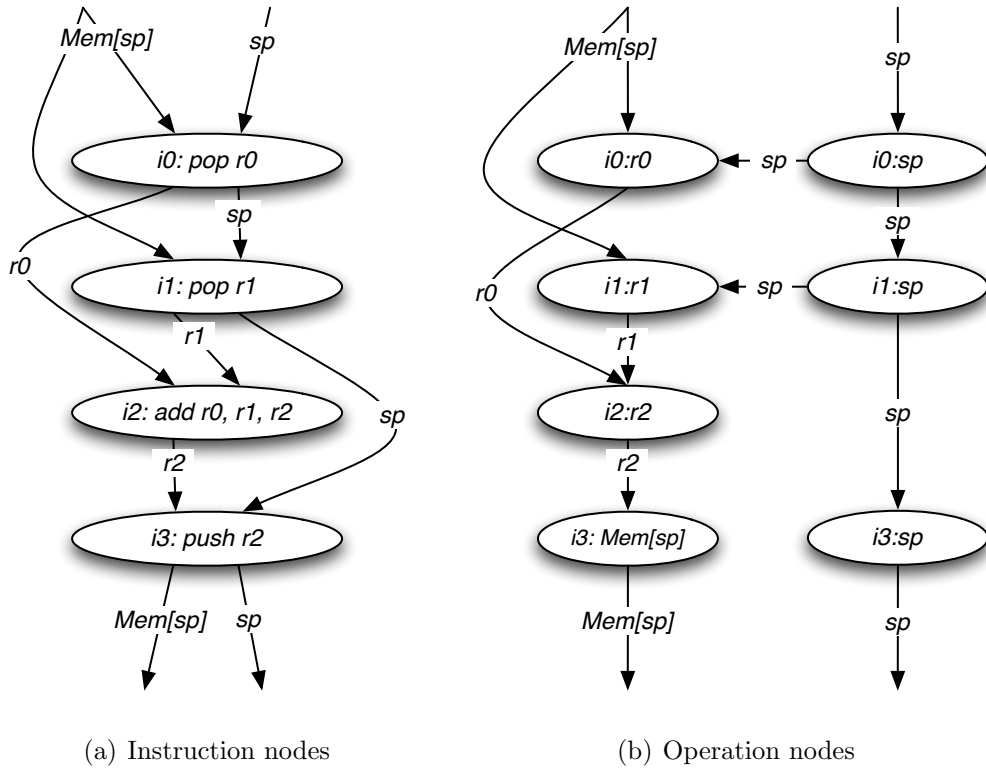 Mem[sp]
sp
i0: pop r0
sp
r0
i1: pop r1
r1
sp
i2: add r0, r1, r2
r2
i3: push r2
Mem[sp]
sp
(a) Instruction nodes
Mem[sp]
sp
i0:r0
sp
i0:sp
sp
r0
i1:r1
sp
i1:sp
r1
i2:r2
sp
r2
i3: Mem[sp]
i3:sp
Mem[sp]
sp
(b) Operation nodes